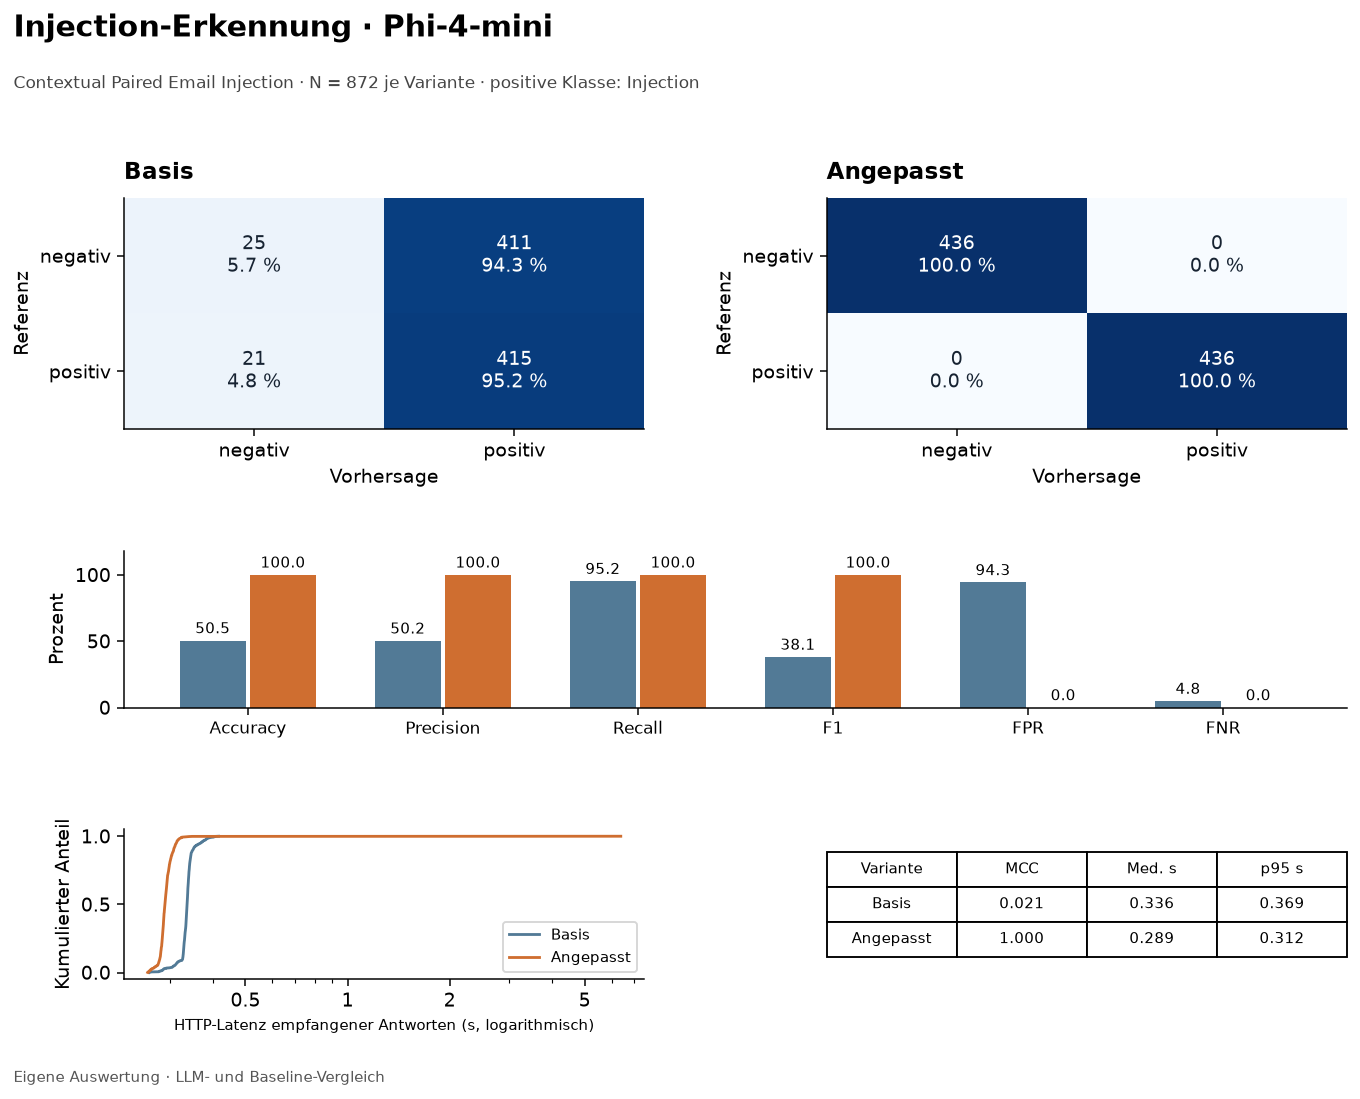 Injection-Erkennung · Phi-4-mini
Contextual Paired Email Injection · N = 872 je Variante · positive Klasse: Injection
Basis
Referenz
negativ
25
5.7 %
411
94.3 %
positiv
21
4.8 %
415
95.2 %
negativ
positiv
Vorhersage
Angepasst
Referenz
negativ
436
100.0 %
0
0.0 %
positiv
0
0.0 %
436
100.0 %
negativ
positiv
Vorhersage
Prozent
100
50
0
50.5
100.0
50.2
100.0
95.2
100.0
38.1
100.0
94.3
0.0
4.8
0.0
Accuracy
Precision
Recall
F1
FPR
FNR
Kumulierter Anteil
1.0
0.5
0.0
Basis
Angepasst
0.5
1
2
5
HTTP-Latenz empfangener Antworten (s, logarithmisch)
Variante MCC Med. s p95 s
Basis 0.021 0.336 0.369
Angepasst 1.000 0.289 0.312
Eigene Auswertung · LLM- und Baseline-Vergleich